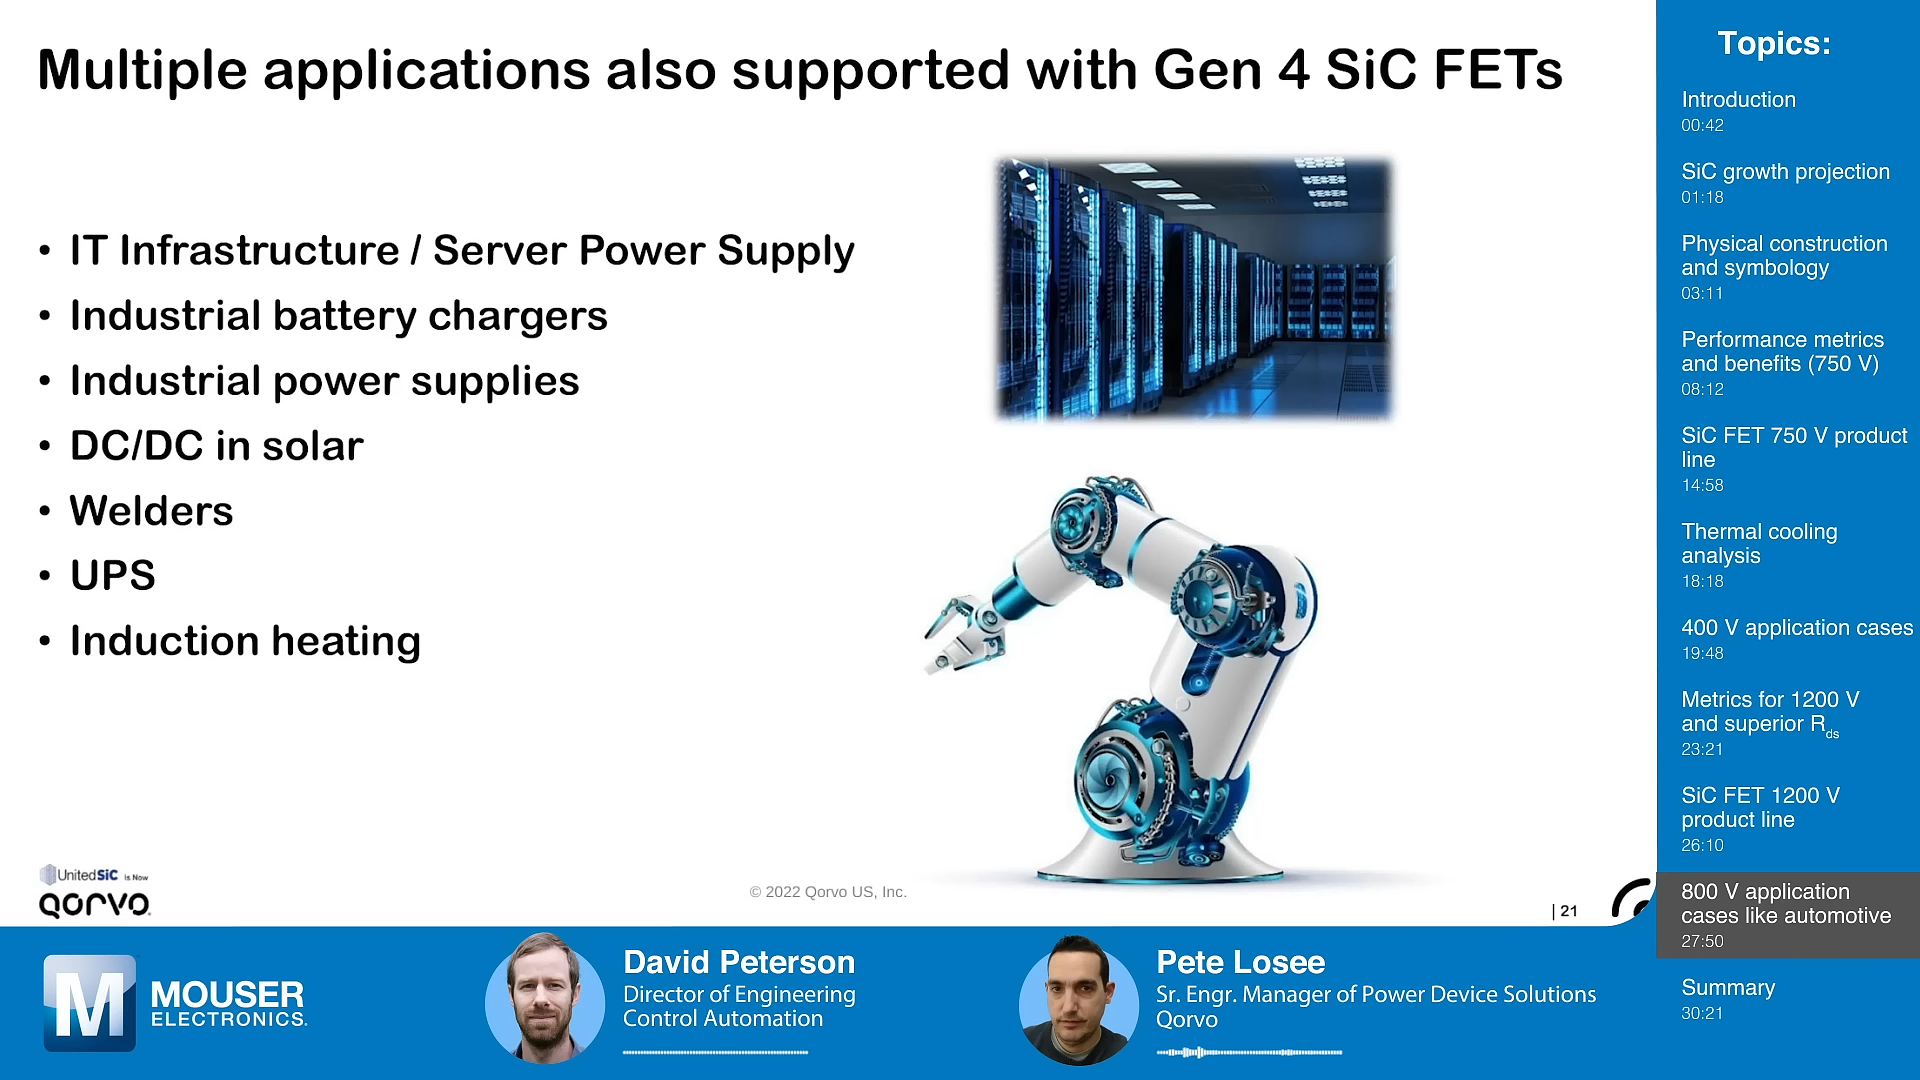 Multiple applications also supported with Gen 4 SiC FETs
• IT Infrastructure / Server Power Supply
• Industrial battery chargers
• Industrial power supplies
• DC/DC in solar
• Welders
• UPS
• Induction heating
UnitedSiC is Now
QORVO
© 2022 Qorvo US, Inc.
| 21
M MOUSER
ELECTRONICS.
David Peterson
Director of Engineering
Control Automation
Pete Losee
Sr. Engr. Manager of Power Device Solutions
Qorvo
Topics:
Introduction
00:42
SiC growth projection
01:18
Physical construction
and symbology
03:11
Performance metrics
and benefits (750 V)
08:12
SiC FET 750 V product
line
14:58
Thermal cooling
analysis
18:18
400 V application cases
19:48
Metrics for 1200 V
and superior Rds
23:21
SiC FET 1200 V
product line
26:10
800 V application
cases like automotive
27:50
Summary
30:21